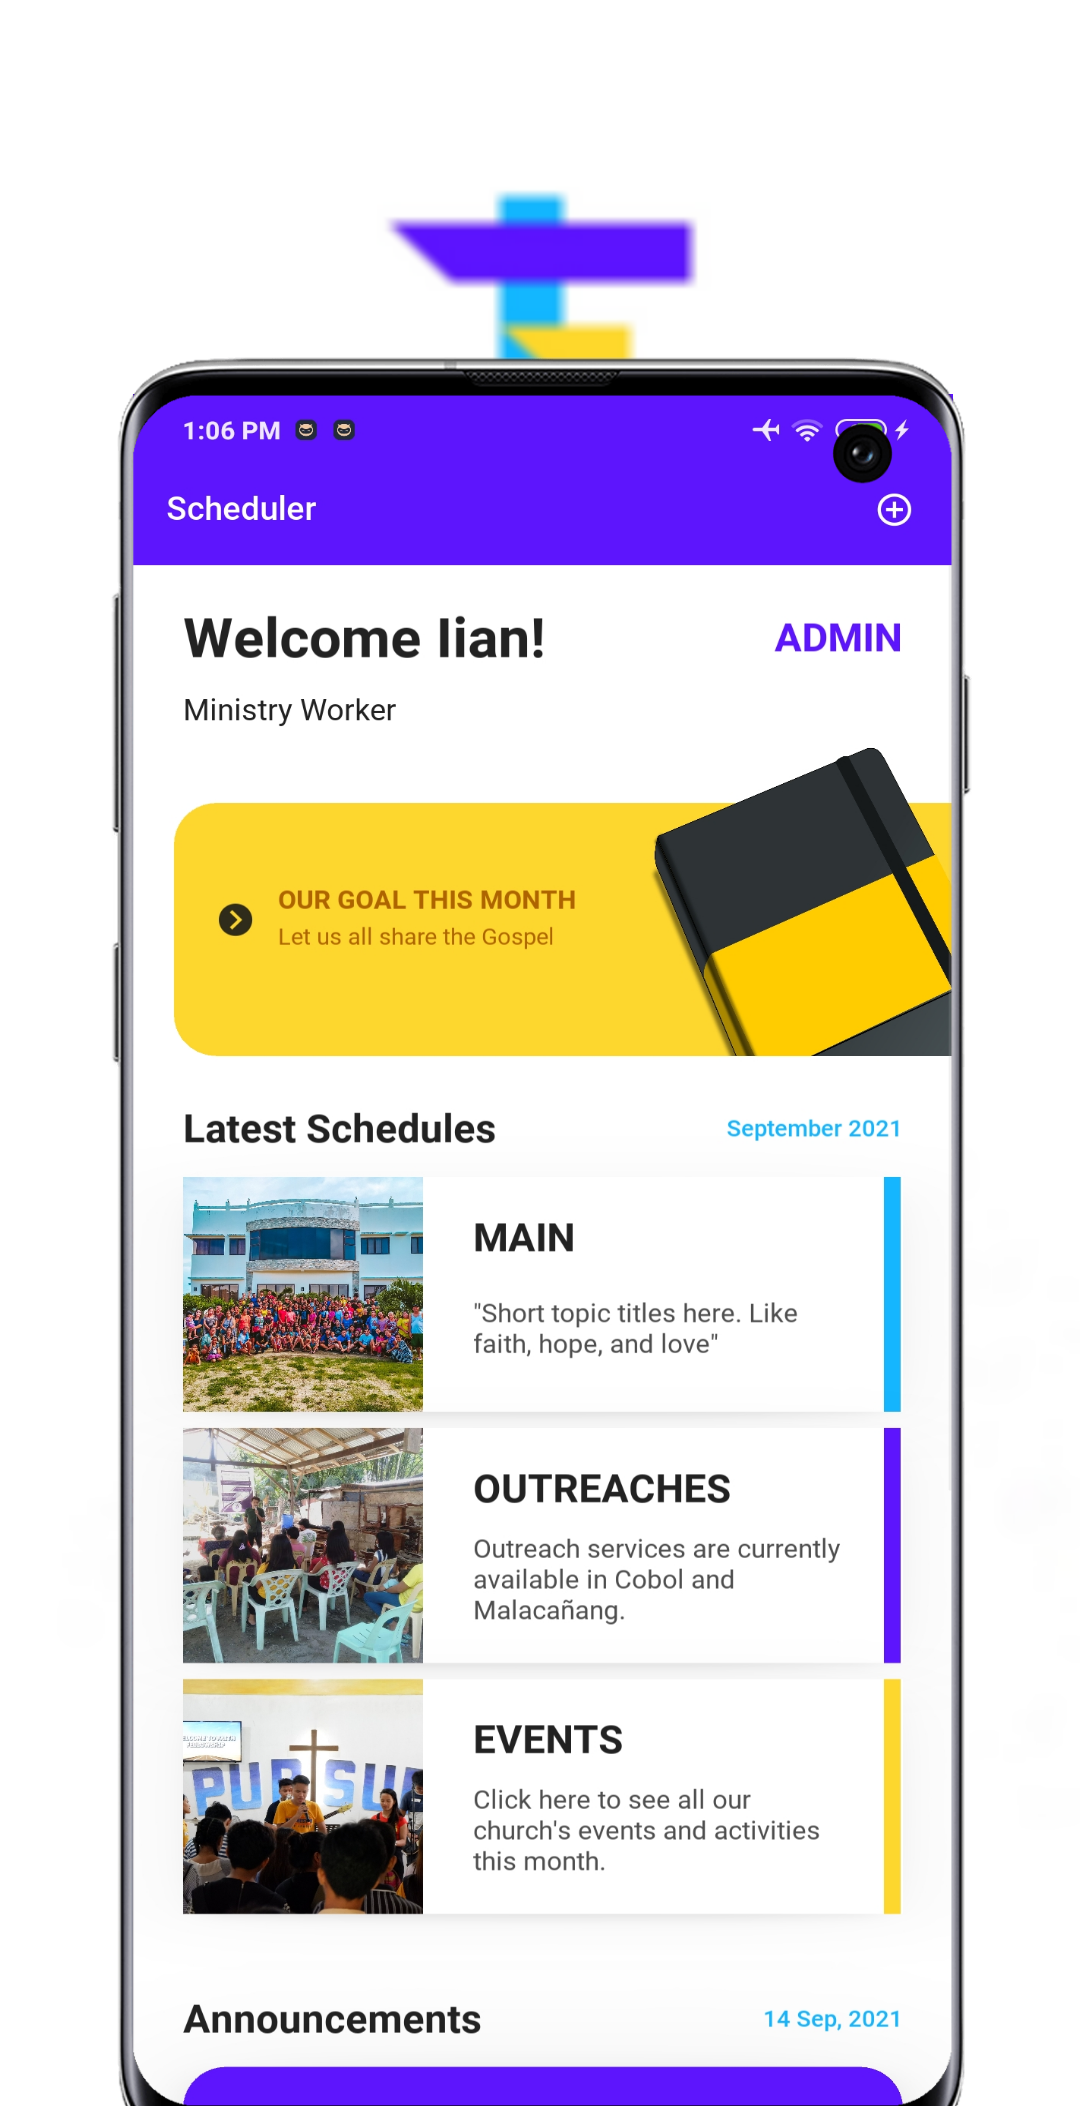 1:06 PM
Scheduler
Welcome Iian!
ADMIN
Ministry Worker
OUR GOAL THIS MONTH
Let us all share the Gospel
Latest Schedules
September 2021
MAIN
"Short topic titles here. Like
faith, hope, and love"
OUTREACHES
Outreach services are currently
available in Cobol and
Malacañang.
PURSU
EVENTS
Click here to see all our
church's events and activities
this month.
Announcements
14 Sep, 2021